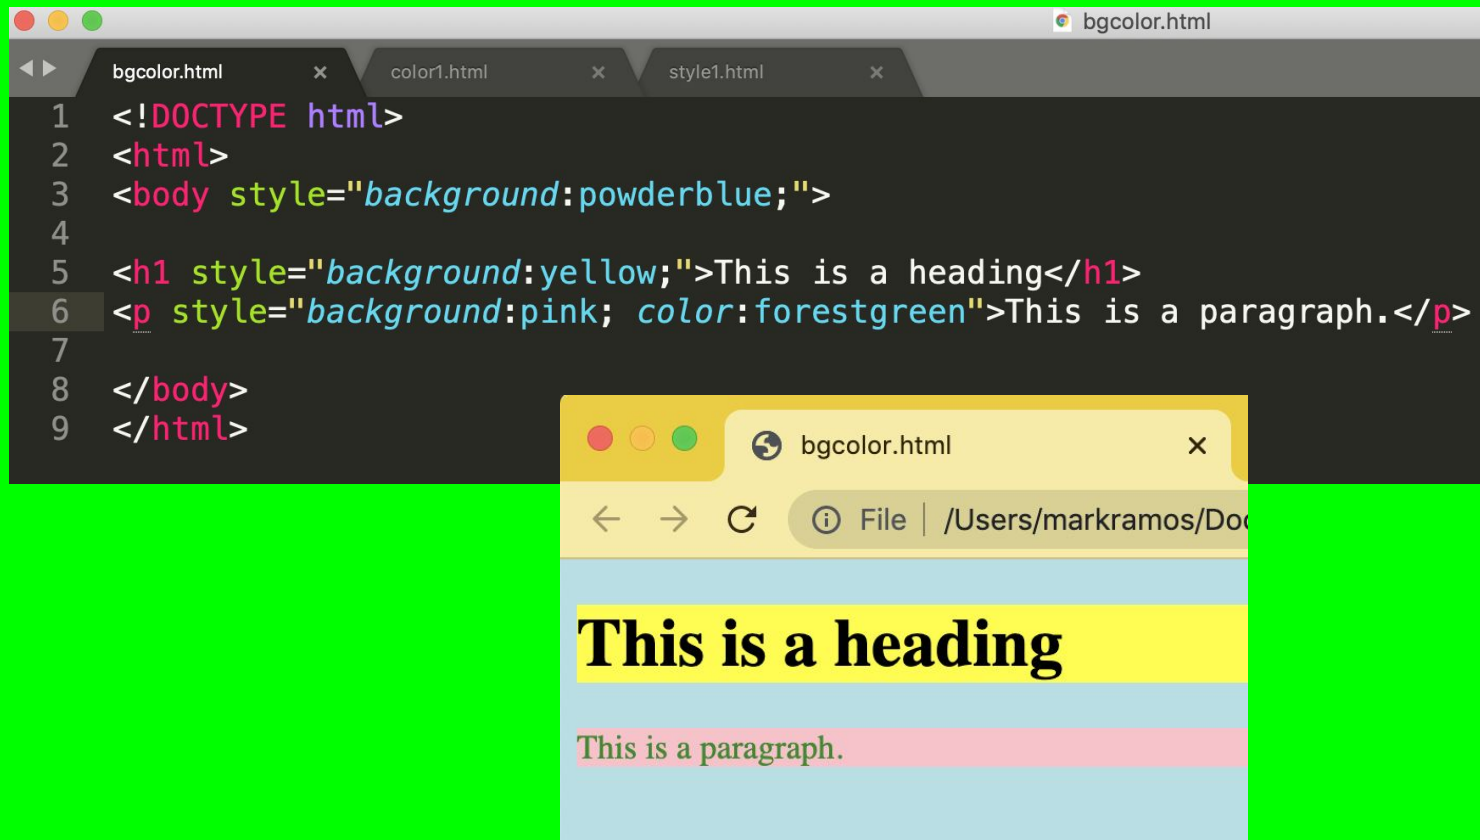 bgcolor.html
bgcolor.html color1.html style1.html
1 <!DOCTYPE html>
2 <html>
3 <body style="background:powderblue;">
4
5 <h1 style="background:yellow;">This is a heading</h1>
6 <p style="background:pink; color:forestgreen">This is a paragraph.</p>
7
8 </body>
9 </html>
bgcolor.html
File /Users/markramos/Doc
This is a heading
This is a paragraph.